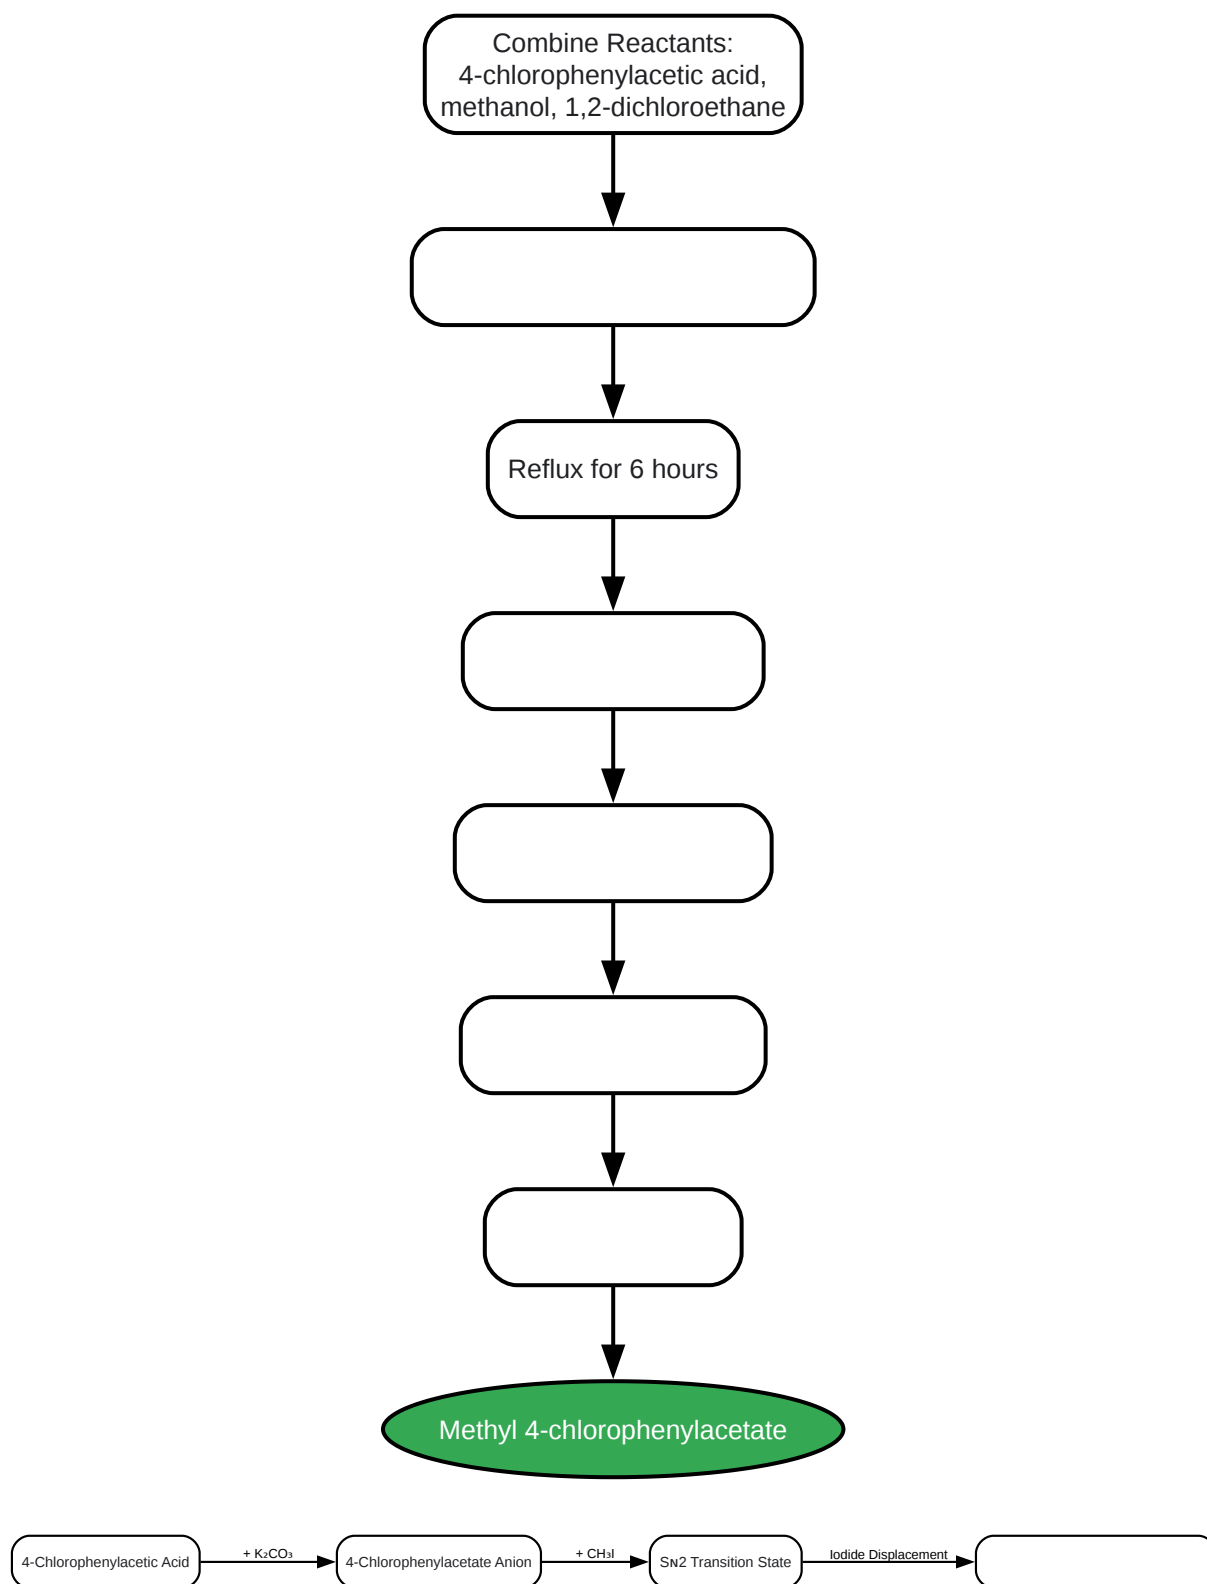 Combine Reactants:
4-chlorophenylacetic acid,
methanol, 1,2-dichloroethane
Reflux for 6 hours
Methyl 4-chlorophenylacetate
4-Chlorophenylacetic Acid
+ K₂CO₃
4-Chlorophenylacetate Anion
+ CH₃I
Sɴ2 Transition State
Iodide Displacement